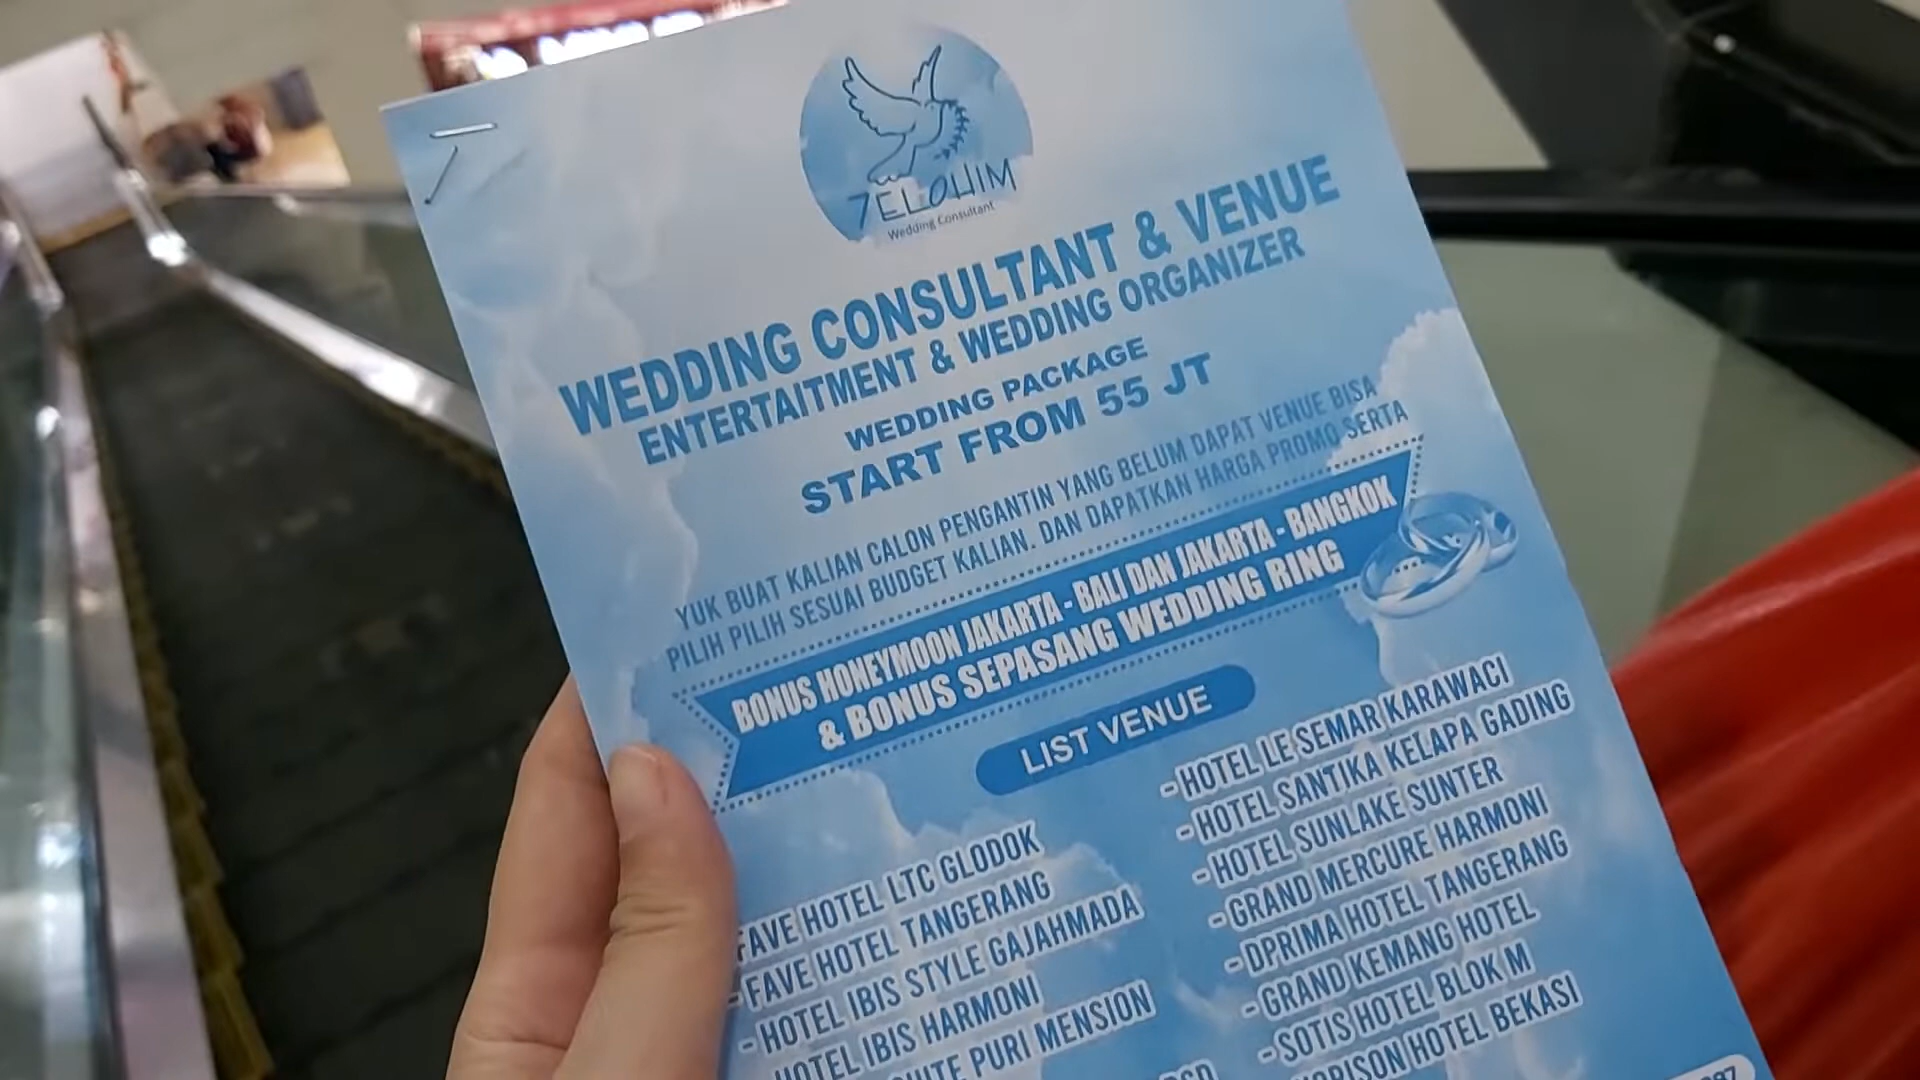 7ELOHIM
Wedding Consultant
WEDDING CONSULTANT & VENUE
ENTERTAITMENT & WEDDING ORGANIZER
WEDDING PACKAGE
START FROM 55 JT
YUK BUAT KALIAN CALON PENGANTIN YANG BELUM DAPAT VENUE BISA
PILIH PILIH SESUAI BUDGET KALIAN. DAN DAPATKAN HARGA PROMO SERTA
BONUS HONEYMOON JAKARTA - BALI DAN JAKARTA - BANGKOK
& BONUS SEPASANG WEDDING RING
LIST VENUE
FAVE HOTEL LTC GLODOK
- FAVE HOTEL TANGERANG
- HOTEL IBIS STYLE GAJAHMADA
HOTEL IBIS HARMONI
PURI MENSION
- HOTEL LE SEMAR KARAWACI
- HOTEL SANTIKA KELAPA GADING
- HOTEL SUNLAKE SUNTER
- GRAND MERCURE HARMONI
- DPRIMA HOTEL TANGERANG
- GRAND KEMANG HOTEL
- SOTIS HOTEL BLOK M
HOTEL BEKASI